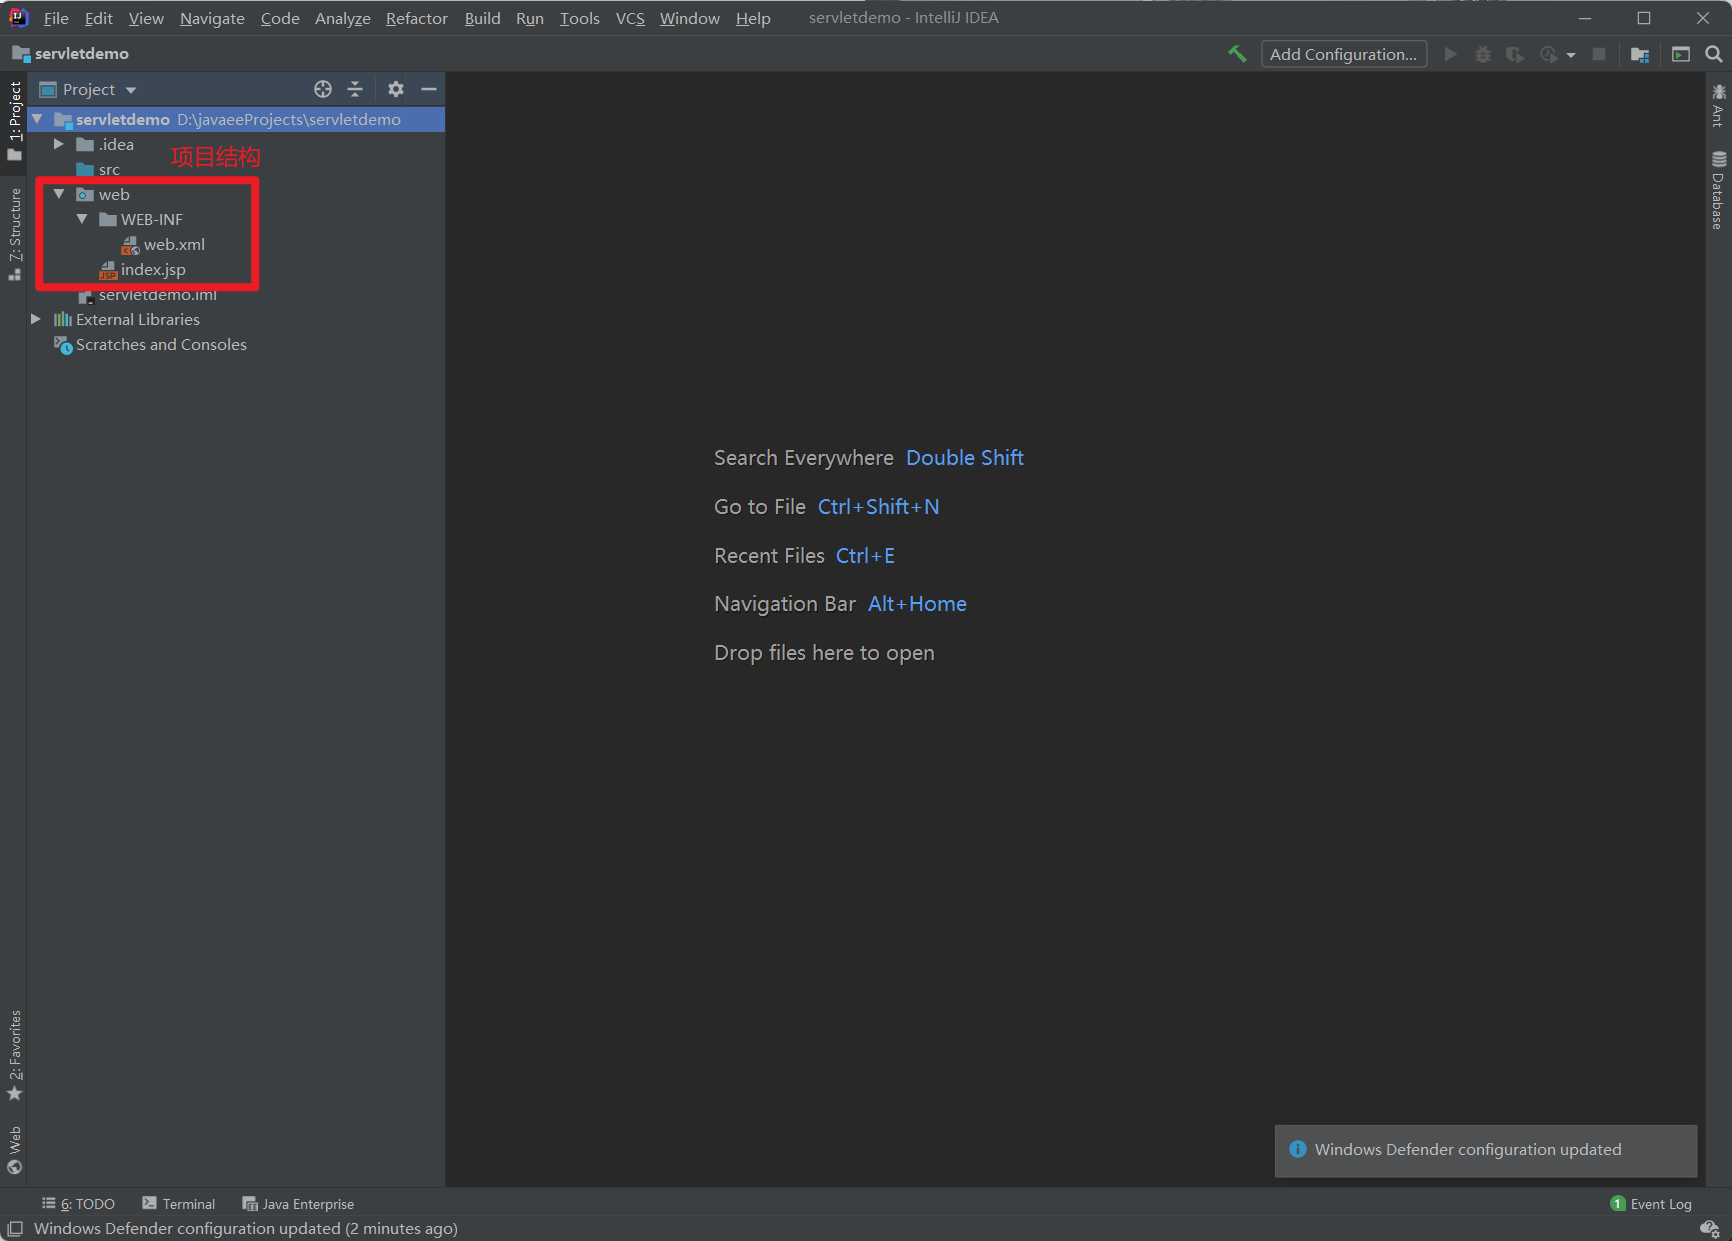 File Edit View Navigate Code Analyze Refactor Build Run Tools VCS Window Help servletdemo - IntelliJ IDEA
servletdemo
Add Configuration...
Project
servletdemo D:\javaeeProjects\servletdemo
.idea
项目结构
src
web
WEB-INF
web.xml
JSP index.jsp
servletdemo.iml
External Libraries
Scratches and Consoles
1: Project
7: Structure
2: Favorites
Web
Search Everywhere Double Shift
Go to File Ctrl+Shift+N
Recent Files Ctrl+E
Navigation Bar Alt+Home
Drop files here to open
Ant
Database
Windows Defender configuration updated
6: TODO Terminal Java Enterprise
1 Event Log
Windows Defender configuration updated (2 minutes ago)